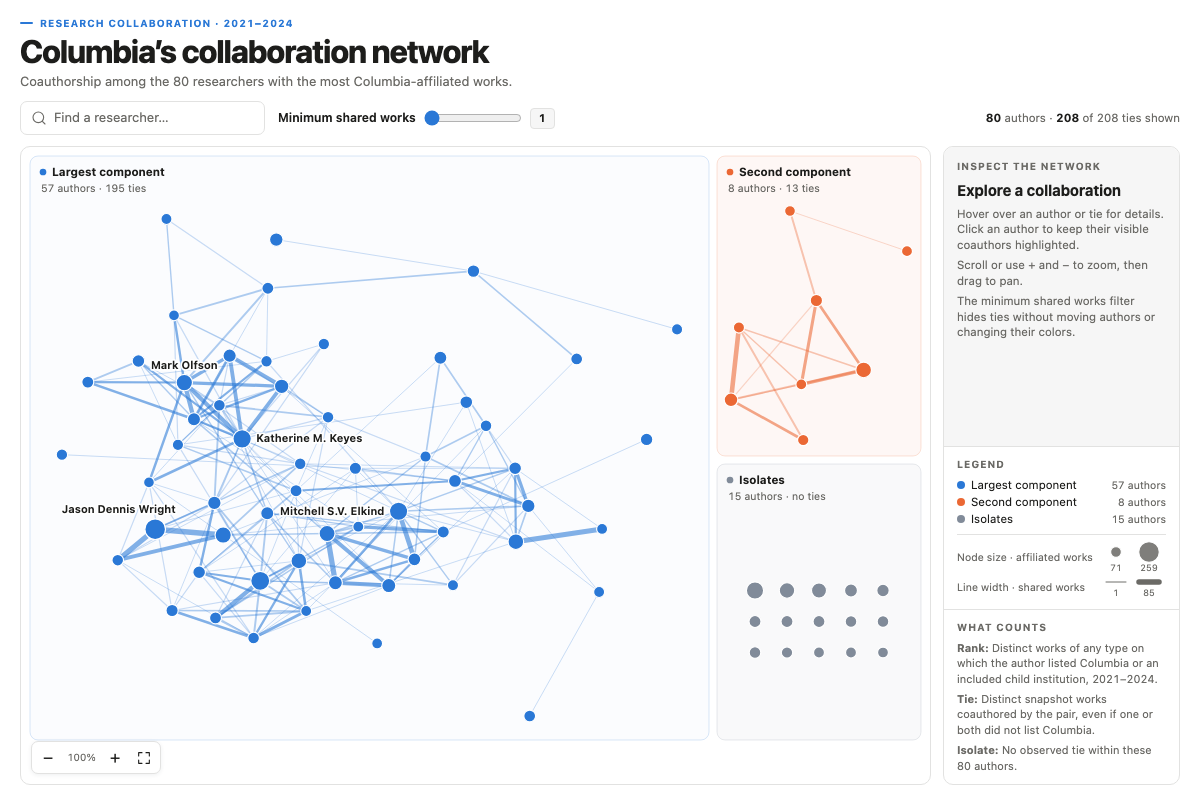 RESEARCH COLLABORATION · 2021–2024
Columbia’s collaboration network
Coauthorship among the 80 researchers with the most Columbia-affiliated works.
Find a researcher...
Minimum shared works
1
80 authors · 208 of 208 ties shown
Largest component
57 authors · 195 ties
Mark Olfson
Katherine M. Keyes
Jason Dennis Wright
Mitchell S.V. Elkind
Second component
8 authors · 13 ties
Isolates
15 authors · no ties
100%
INSPECT THE NETWORK
Explore a collaboration
Hover over an author or tie for details.
Click an author to keep their visible
coauthors highlighted.
Scroll or use + and − to zoom, then
drag to pan.
The minimum shared works filter
hides ties without moving authors or
changing their colors.
LEGEND
Largest component 57 authors
Second component 8 authors
Isolates 15 authors
Node size · affiliated works
71 259
Line width · shared works
1 85
WHAT COUNTS
Rank: Distinct works of any type on
which the author listed Columbia or an
included child institution, 2021–2024.
Tie: Distinct snapshot works
coauthored by the pair, even if one or
both did not list Columbia.
Isolate: No observed tie within these
80 authors.